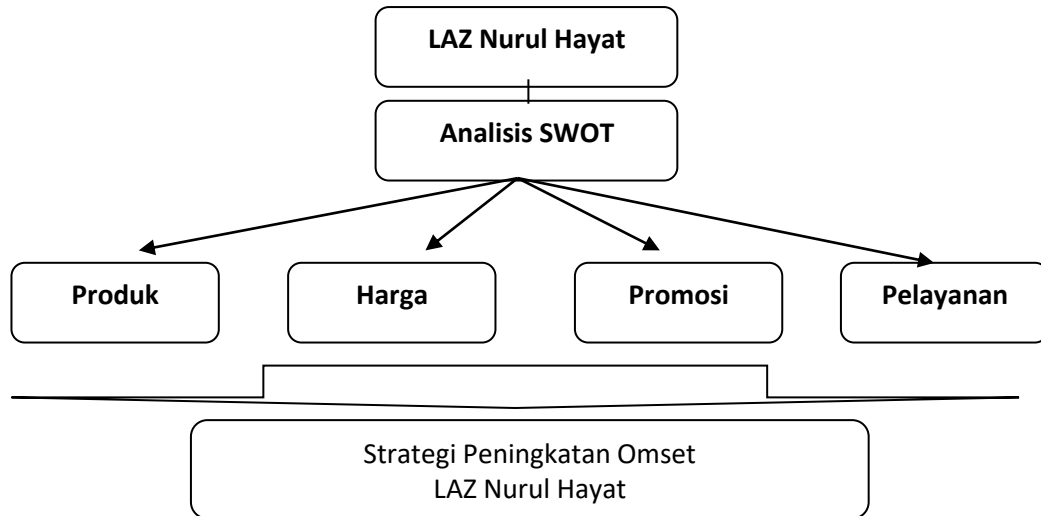 LAZ Nurul Hayat
Analisis SWOT
Produk
Harga
Promosi
Pelayanan
Strategi Peningkatan Omset
LAZ Nurul Hayat